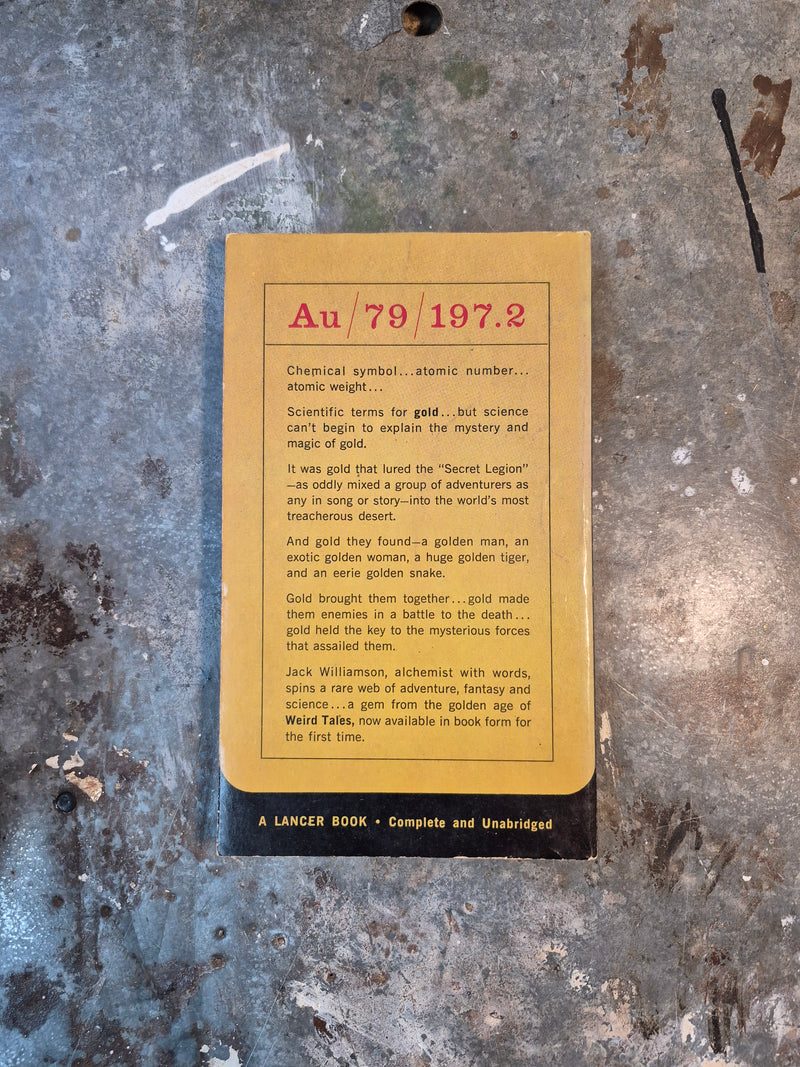 Au/79/197.2
Chemical symbol...atomic number...
atomic weight...
Scientific terms for gold...but science
can't begin to explain the mystery and
magic of gold.
It was gold that lured the "Secret Legion"
—as oddly mixed a group of adventurers as
any in song or story—into the world's most
treacherous desert.
And gold they found—a golden man, an
exotic golden woman, a huge golden tiger,
and an eerie golden snake.
Gold brought them together...gold made
them enemies in a battle to the death...
gold held the key to the mysterious forces
that assailed them.
Jack Williamson, alchemist with words,
spins a rare web of adventure, fantasy and
science...a gem from the golden age of
Weird Tales, now available in book form for
the first time.
A LANCER BOOK • Complete and Unabridged